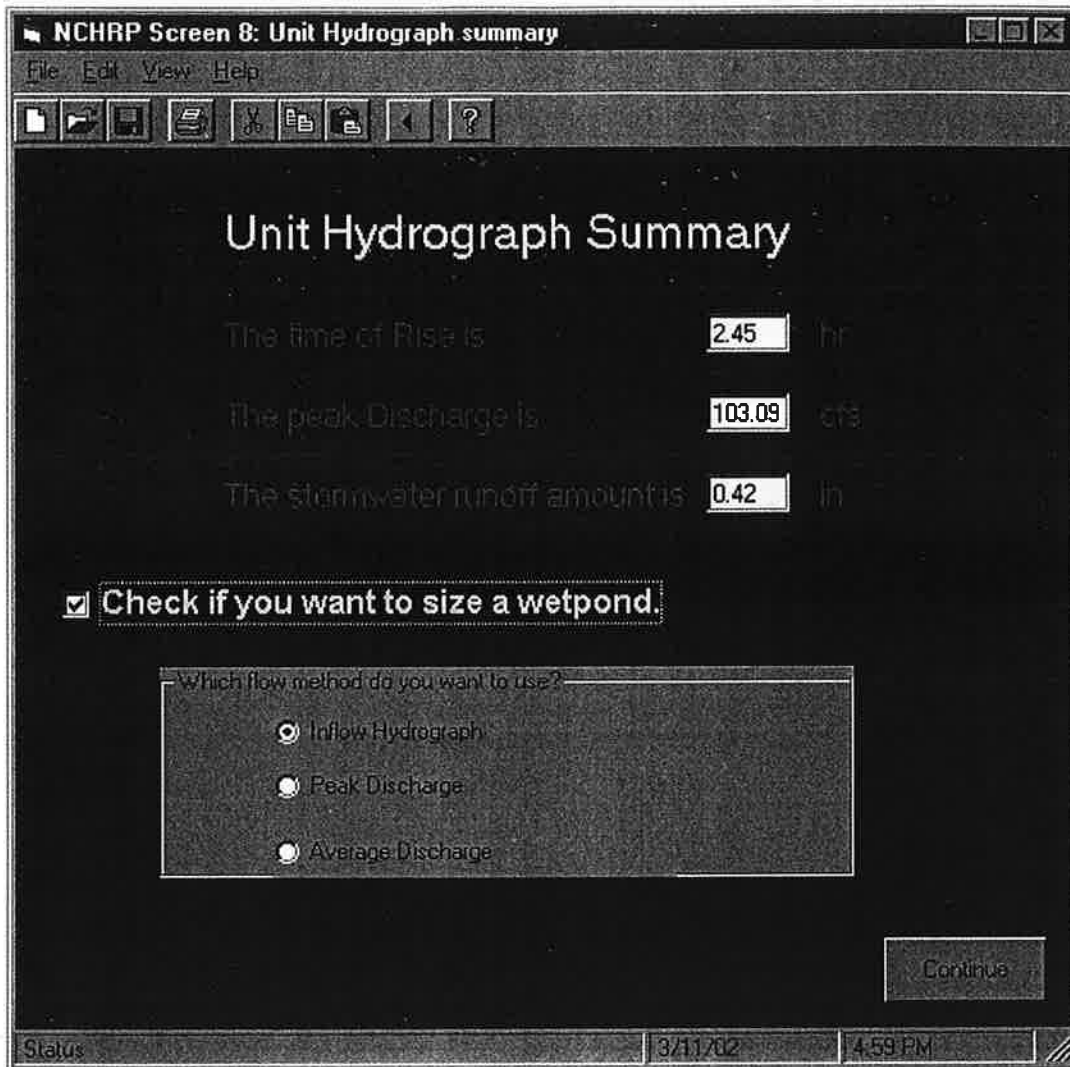 NCHRP Screen 8: Unit Hydrograph summary
File Edit View Help
Unit Hydrograph Summary
The time of Rise is 2.45 hr
The peak Discharge is 103.09 cfs
The stormwater runoff amount is 0.42 in
Check if you want to size a wetpond.
Which flow method do you want to use?
Inflow Hydrograph
Peak Discharge
Average Discharge
Continue
Status 3/11/02 4:59 PM